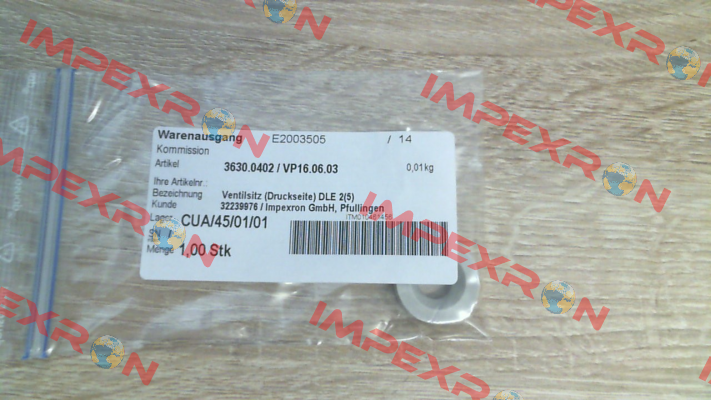 Warenausgang E2003505 / 14
Kommission
Artikel 3630.0402 / VP16.06.03 0,01kg
Ihre Artikelnr.:
Bezeichnung Ventilsitz (Druckseite) DLE 2(5)
Kunde 32239976 / Impexron GmbH, Pfullingen
Lager CUA/45/01/01
Menge 1,00 Stk
IMPEXRON
IMPEXRON
IMPEXRON
IMPEXRON
IMPEXRON
IMPEXRON